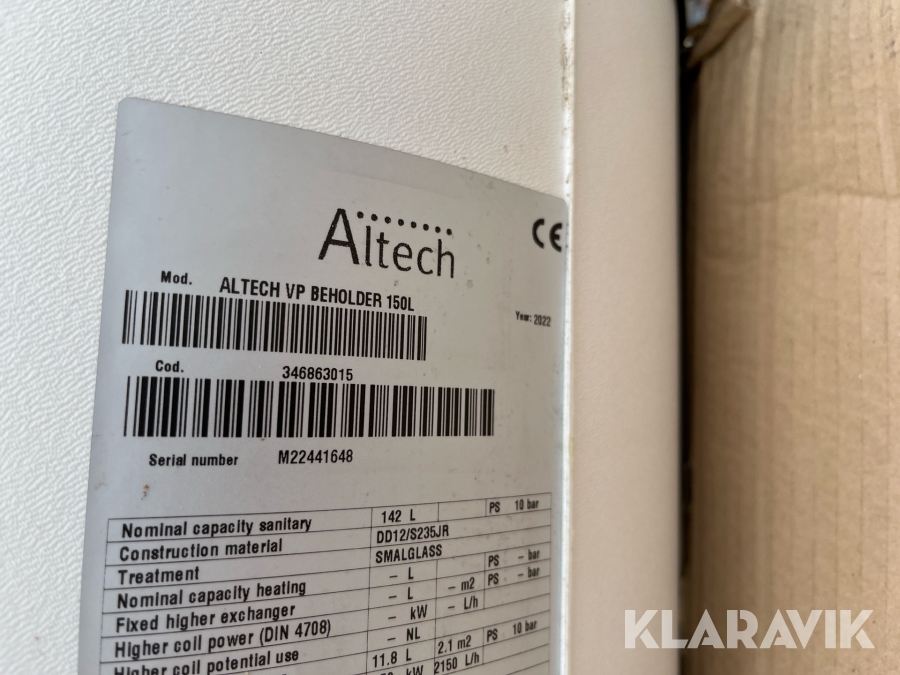 Altech
CE
Mod. ALTECH VP BEHOLDER 150L
Year: 2022
Cod. 346863015
Serial number M22441648
Nominal capacity sanitary 142 L PS 10 bar
Construction material DD12/S235JR
Treatment SMALGLASS
Nominal capacity heating – L PS – bar
Fixed higher exchanger – L – m2 PS – bar
Higher coil power (DIN 4708) – kW – L/h
Higher coil potential use – NL
11.8 L 2.1 m2 PS 10 bar
kW 2150 L/h
KLARAVIK